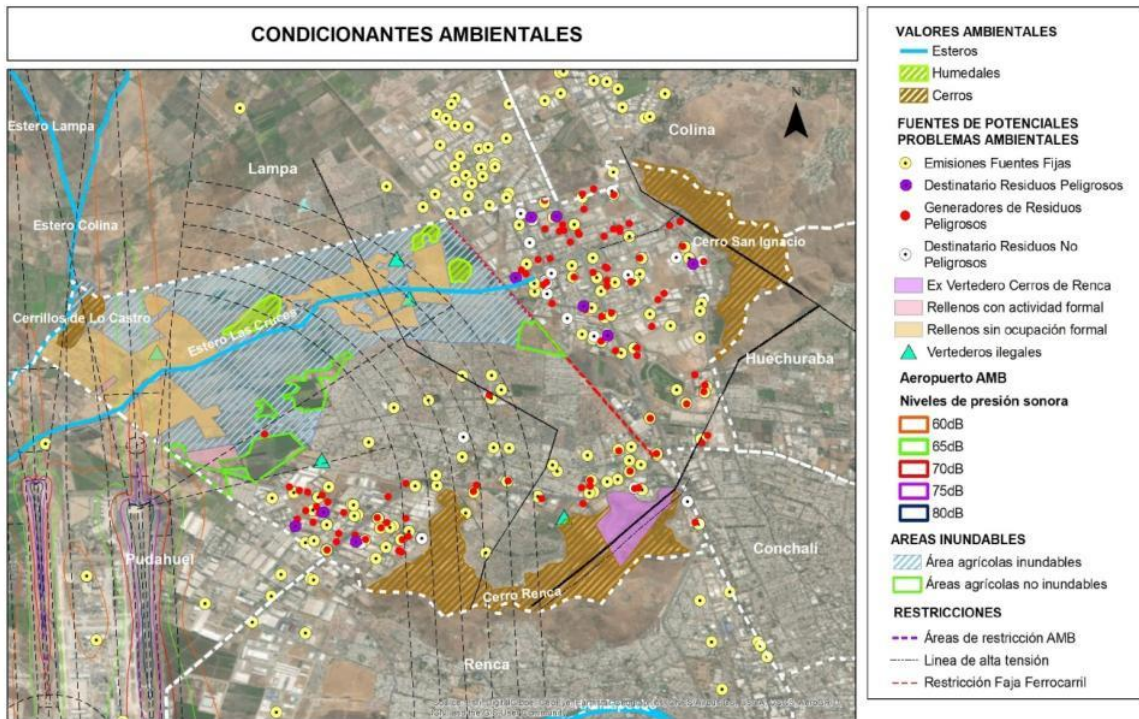 CONDICIONANTES AMBIENTALES
Estero Lampa
Lampa
Colina
Estero Colina
Cerro San Ignacio
Cerrillos de Lo Castro
Estero Las Cruces
Huechuraba
Pudahuel
Conchalí
Cerro Renca
Renca
N
VALORES AMBIENTALES
Esteros
Humedales
Cerros
FUENTES DE POTENCIALES
PROBLEMAS AMBIENTALES
Emisiones Fuentes Fijas
Destinatario Residuos Peligrosos
Generadores de Residuos
Peligrosos
Destinatario Residuos No
Peligrosos
Ex Vertedero Cerros de Renca
Rellenos con actividad formal
Rellenos sin ocupación formal
Vertederos ilegales
Aeropuerto AMB
Niveles de presión sonora
60dB
65dB
70dB
75dB
80dB
AREAS INUNDABLES
Área agrícolas inundables
Áreas agrícolas no inundables
RESTRICCIONES
Áreas de restricción AMB
Linea de alta tensión
Restricción Faja Ferrocarril